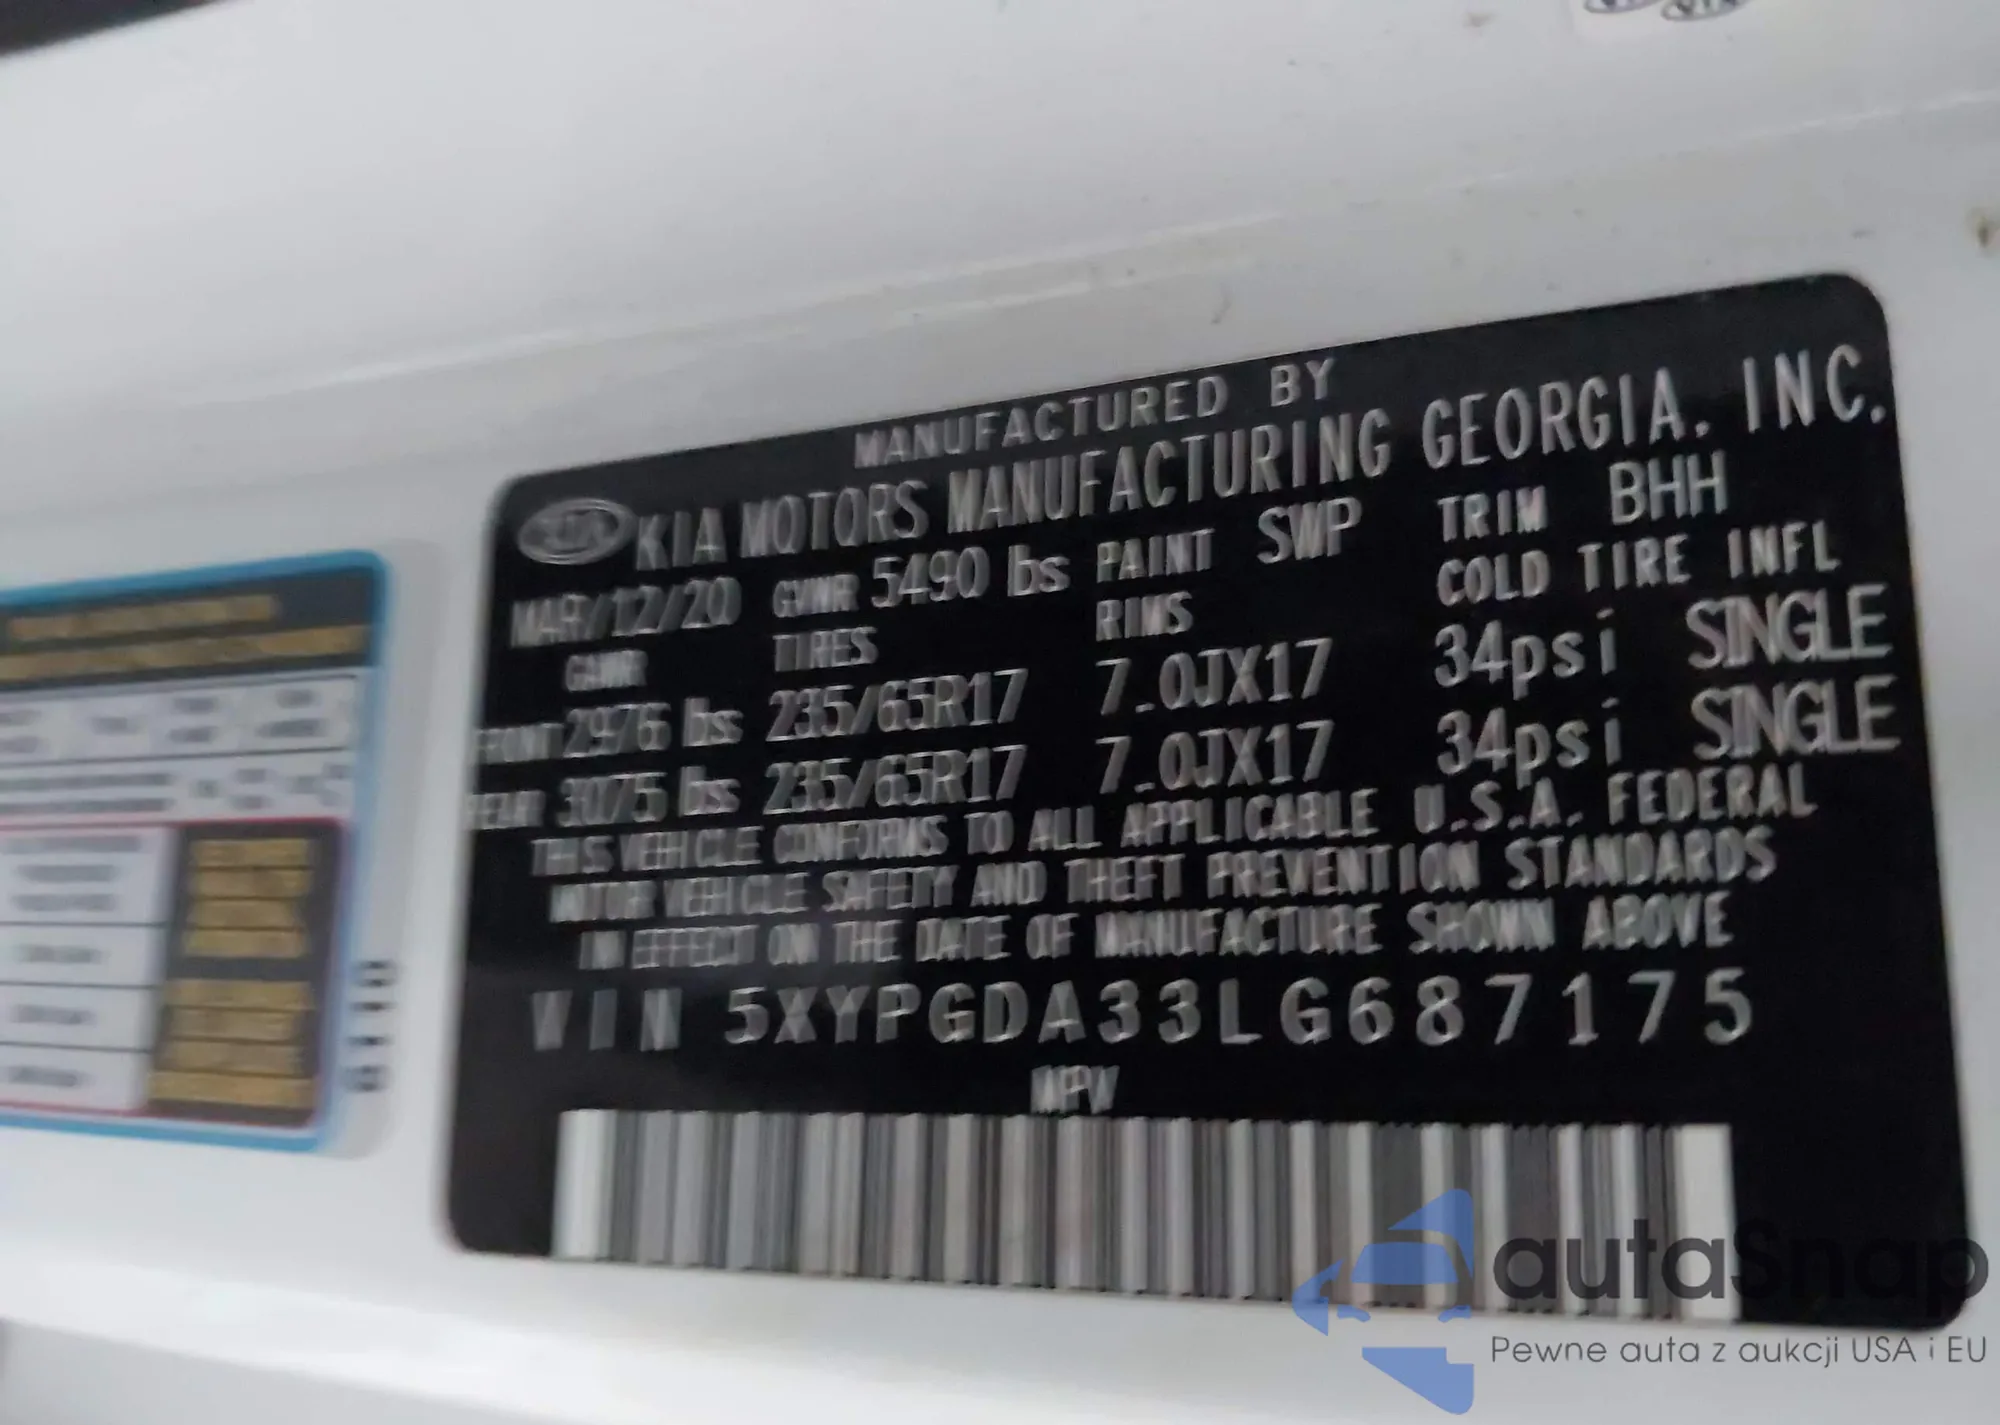 MANUFACTURED BY
KIA KIA MOTORS MANUFACTURING GEORGIA. INC.
MAR/12/20 GVWR 5490 lbs PAINT SWP TRIM BHH
GAWR TIRES RIMS COLD TIRE INFL
FRONT 2976 lbs 235/65R17 7.0JX17 34psi SINGLE
REAR 3075 lbs 235/65R17 7.0JX17 34psi SINGLE
THIS VEHICLE CONFORMS TO ALL APPLICABLE U.S.A. FEDERAL
MOTOR VEHICLE SAFETY AND THEFT PREVENTION STANDARDS
IN EFFECT ON THE DATE OF MANUFACTURE SHOWN ABOVE
VIN 5XYPGDA33LG687175
MPV
autaSnap
Pewne auta z aukcji USA i EU